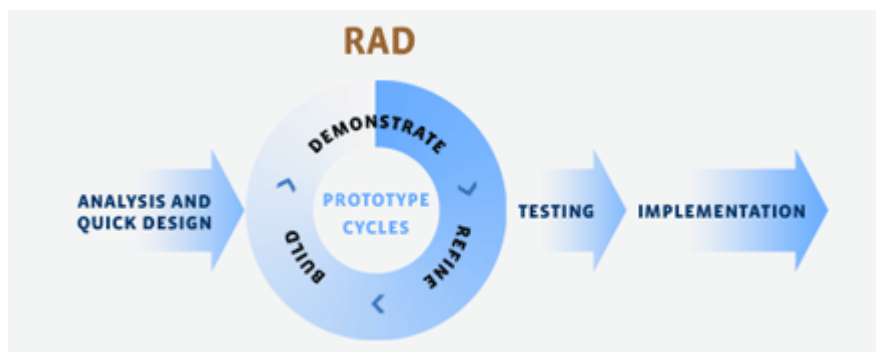 RAD
ANALYSIS AND
QUICK DESIGN
DEMONSTRATE
REFINE
BUILD
PROTOTYPE
CYCLES
TESTING
IMPLEMENTATION